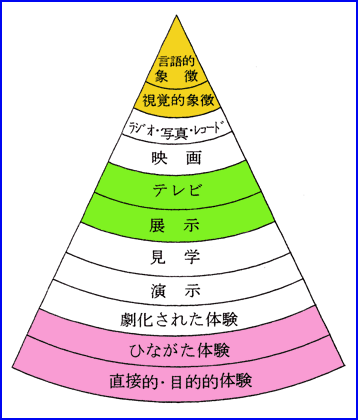 言語的
象徴
視覚的象徴
ラジオ・写真・レコード
映画
テレビ
展示
見学
演示
劇化された体験
ひながた体験
直接的・目的的体験